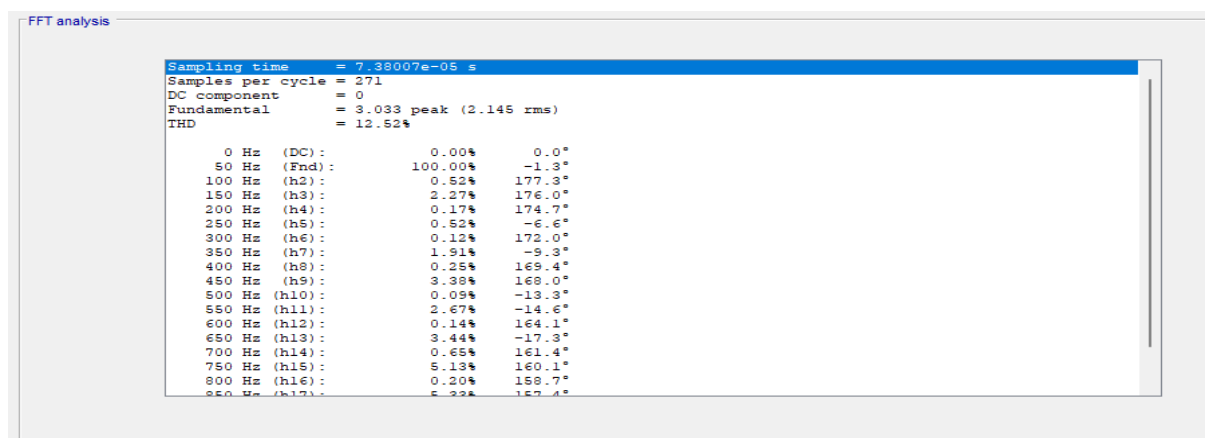 FFT analysis
Sampling time = 7.38007e-05 s
Samples per cycle = 271
DC component = 0
Fundamental = 3.033 peak (2.145 rms)
THD = 12.52%
0 Hz (DC): 0.00% 0.0°
50 Hz (Fnd): 100.00% -1.3°
100 Hz (h2): 0.52% 177.3°
150 Hz (h3): 2.27% 176.0°
200 Hz (h4): 0.17% 174.7°
250 Hz (h5): 0.52% -6.6°
300 Hz (h6): 0.12% 172.0°
350 Hz (h7): 1.91% -9.3°
400 Hz (h8): 0.25% 169.4°
450 Hz (h9): 3.38% 168.0°
500 Hz (h10): 0.09% -13.3°
550 Hz (h11): 2.67% -14.6°
600 Hz (h12): 0.14% 164.1°
650 Hz (h13): 3.44% -17.3°
700 Hz (h14): 0.65% 161.4°
750 Hz (h15): 5.13% 160.1°
800 Hz (h16): 0.20% 158.7°
850 Hz (h17): 5.33% 157.4°